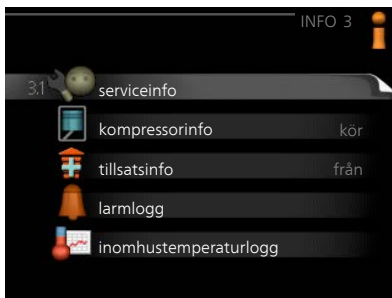 INFO 3
3.1 serviceinfo
kompressorinfo kör
tillsatsinfo från
larmlogg
inomhustemperaturlogg